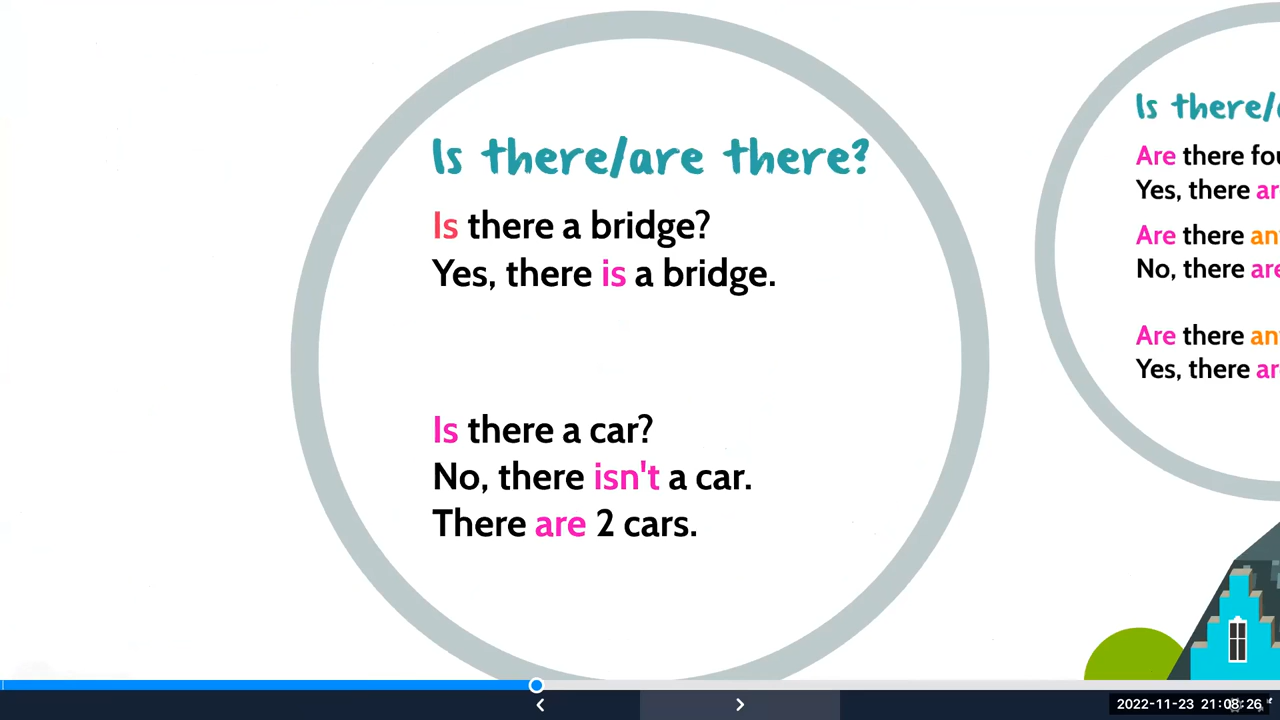 Is there/are there?
Is there a bridge?
Yes, there is a bridge.
Is there a car?
No, there isn't a car.
There are 2 cars.
Is there/
Are there
Yes, there
Are there
No, there
Are there
Yes, there
2022-11-23 21:08:26